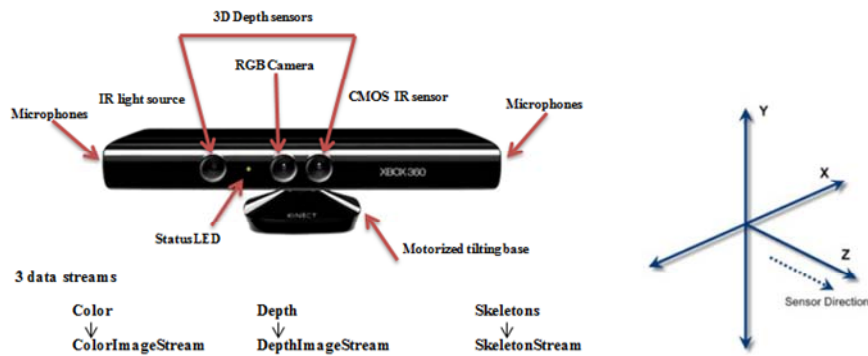 3D Depth sensors
RGB Camera
IR light source
CMOS IR sensor
Microphones
Microphones
XBOX 360
KINECT
Status LED
Motorized tilting base
3 data streams
Color
Depth
Skeletons
ColorImageStream
DepthImageStream
SkeletonStream
Y
X
Z
Sensor Direction